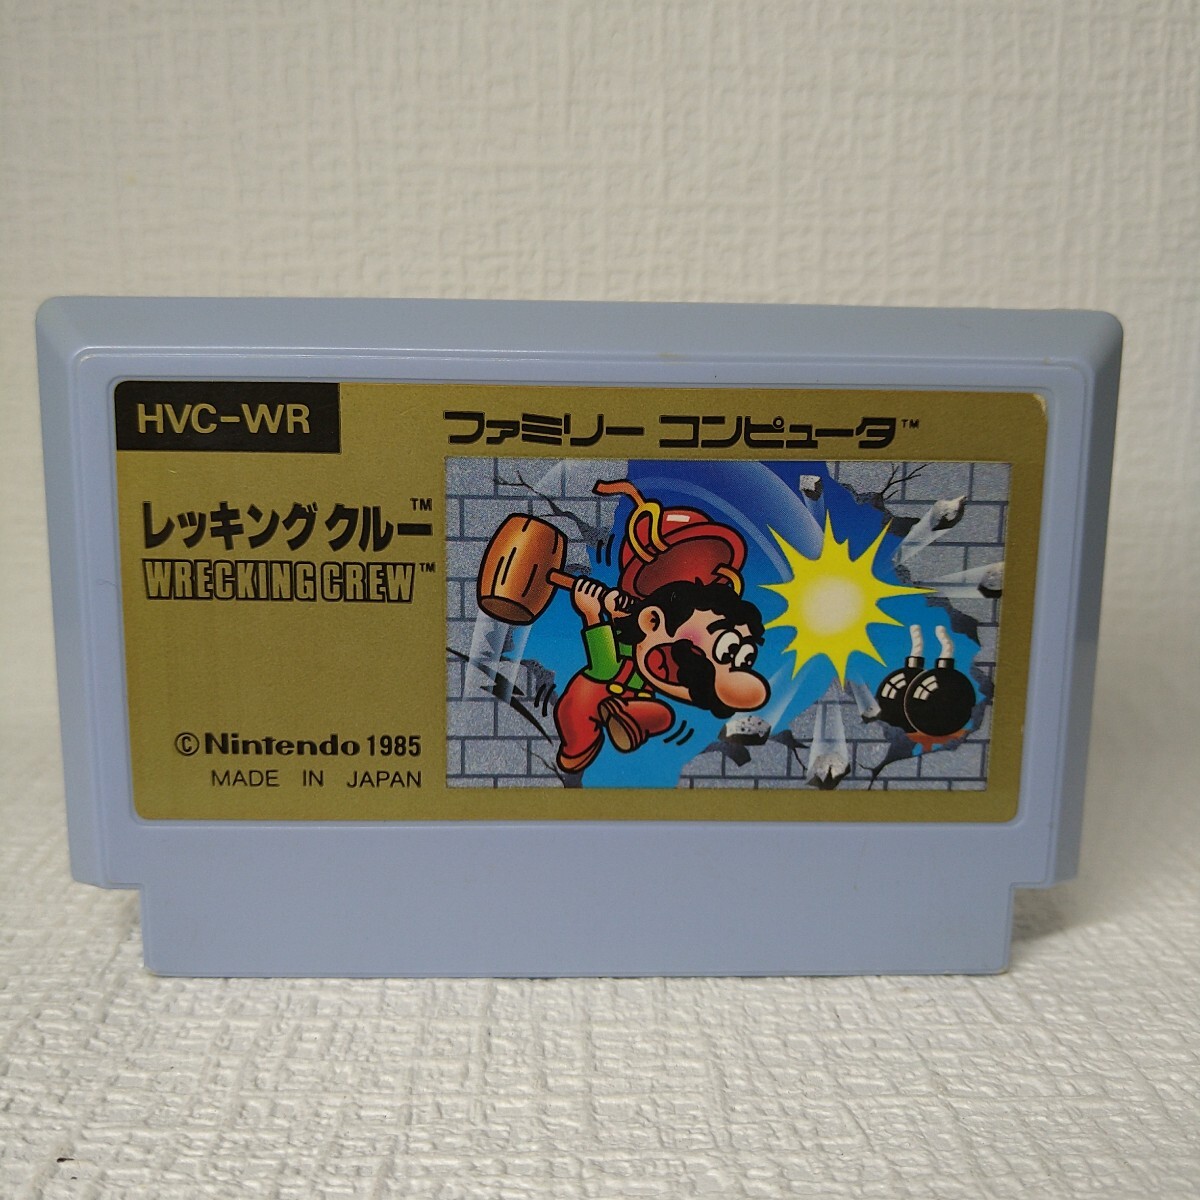 HVC-WR
ファミリー コンピュータ™
レッキングクルー™
WRECKING CREW™
©Nintendo 1985
MADE IN JAPAN